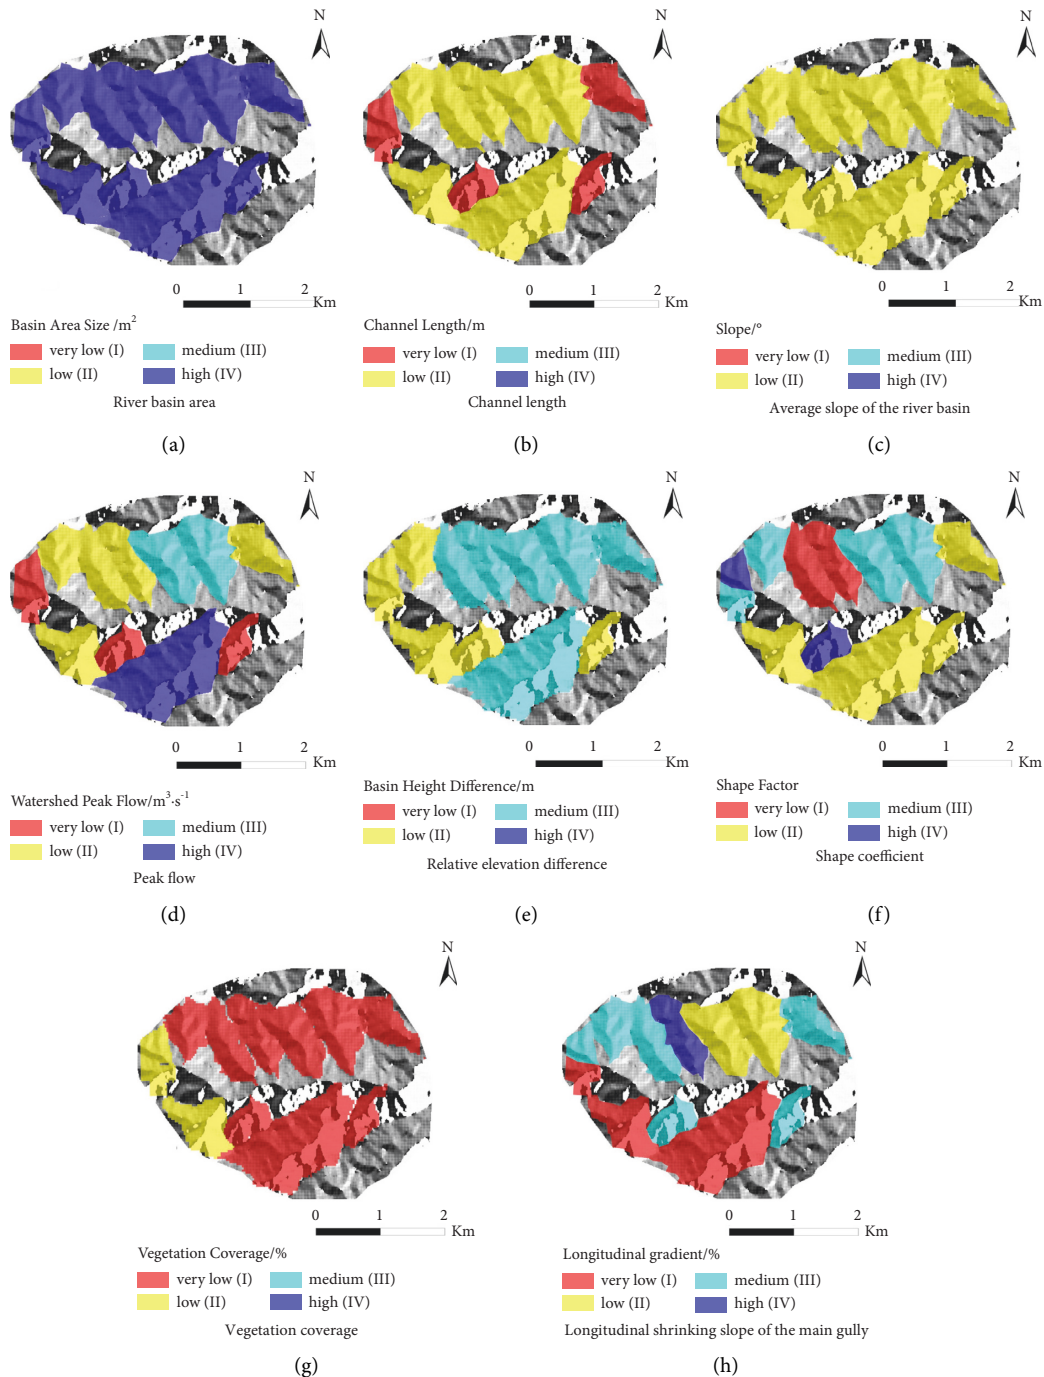 N
0 1 2
Km
Basin Area Size /m²
very low (I) medium (III)
low (II) high (IV)
River basin area
(a)
N
0 1 2
Km
Channel Length/m
very low (I) medium (III)
low (II) high (IV)
Channel length
(b)
N
0 1 2
Km
Slope/°
very low (I) medium (III)
low (II) high (IV)
Average slope of the river basin
(c)
N
0 1 2
Km
Watershed Peak Flow/m³·s⁻¹
very low (I) medium (III)
low (II) high (IV)
Peak flow
(d)
N
0 1 2
Km
Basin Height Difference/m
very low (I) medium (III)
low (II) high (IV)
Relative elevation difference
(e)
N
0 1 2
Km
Shape Factor
very low (I) medium (III)
low (II) high (IV)
Shape coefficient
(f)
N
0 1 2
Km
Vegetation Coverage/%
very low (I) medium (III)
low (II) high (IV)
Vegetation coverage
(g)
N
0 1 2
Km
Longitudinal gradient/%
very low (I) medium (III)
low (II) high (IV)
Longitudinal shrinking slope of the main gully
(h)